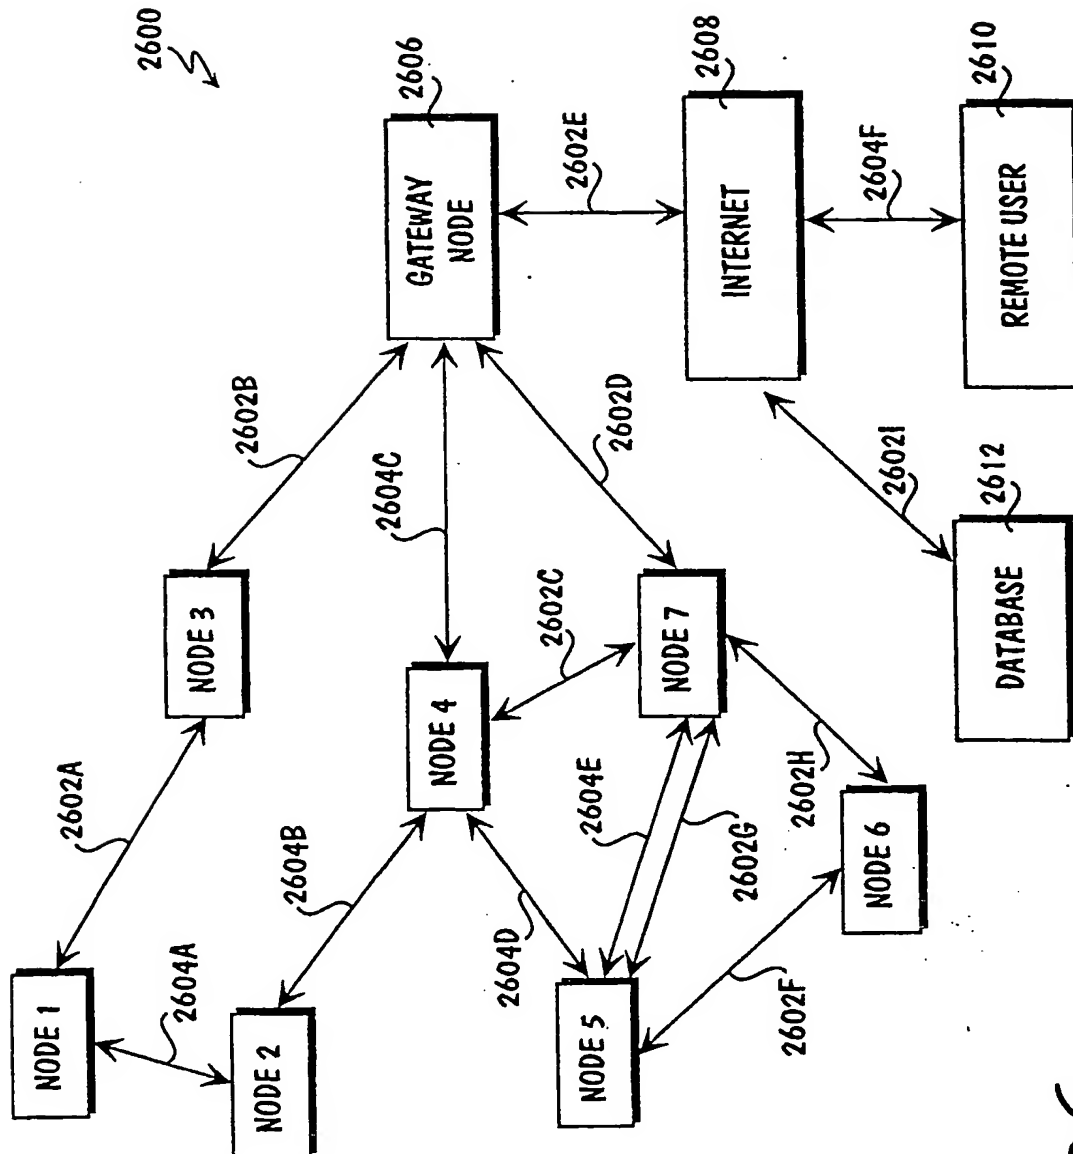 2600
NODE 1
2602A
NODE 3
2602B
GATEWAY
NODE
2606
2604A
NODE 2
2604B
NODE 4
2604C
2602E
2604D
2602C
2602D
NODE 5
2604E
2602G
NODE 7
INTERNET
2608
2602F
2602H
NODE 6
2602I
2604F
DATABASE
2612
REMOTE USER
2610